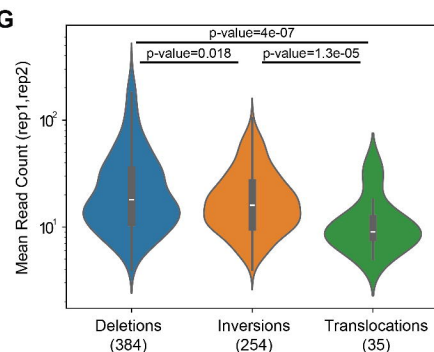 G
p-value=4e-07
p-value=0.018 p-value=1.3e-05
Mean Read Count (rep1,rep2)
10²
10¹
Deletions Inversions Translocations
(384) (254) (35)